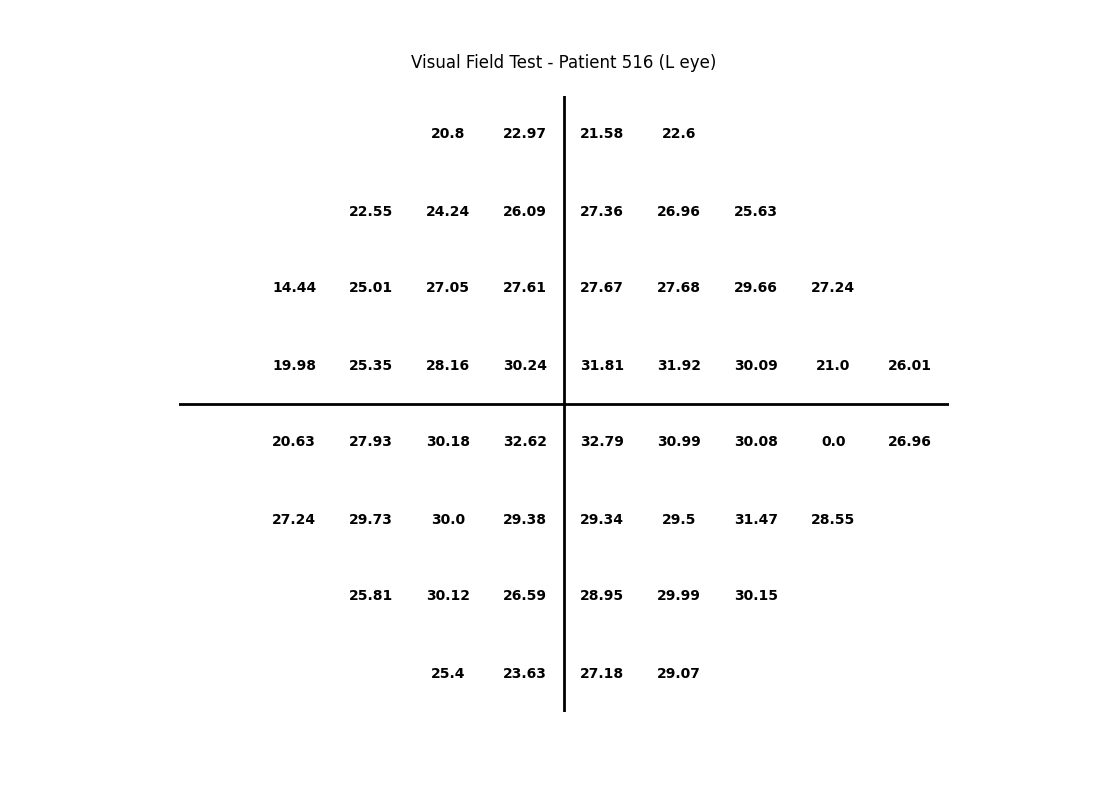 Visual Field Test - Patient 516 (L eye)
20.8 22.97 21.58 22.6
22.55 24.24 26.09 27.36 26.96 25.63
14.44 25.01 27.05 27.61 27.67 27.68 29.66 27.24
19.98 25.35 28.16 30.24 31.81 31.92 30.09 21.0 26.01
20.63 27.93 30.18 32.62 32.79 30.99 30.08 0.0 26.96
27.24 29.73 30.0 29.38 29.34 29.5 31.47 28.55
25.81 30.12 26.59 28.95 29.99 30.15
25.4 23.63 27.18 29.07